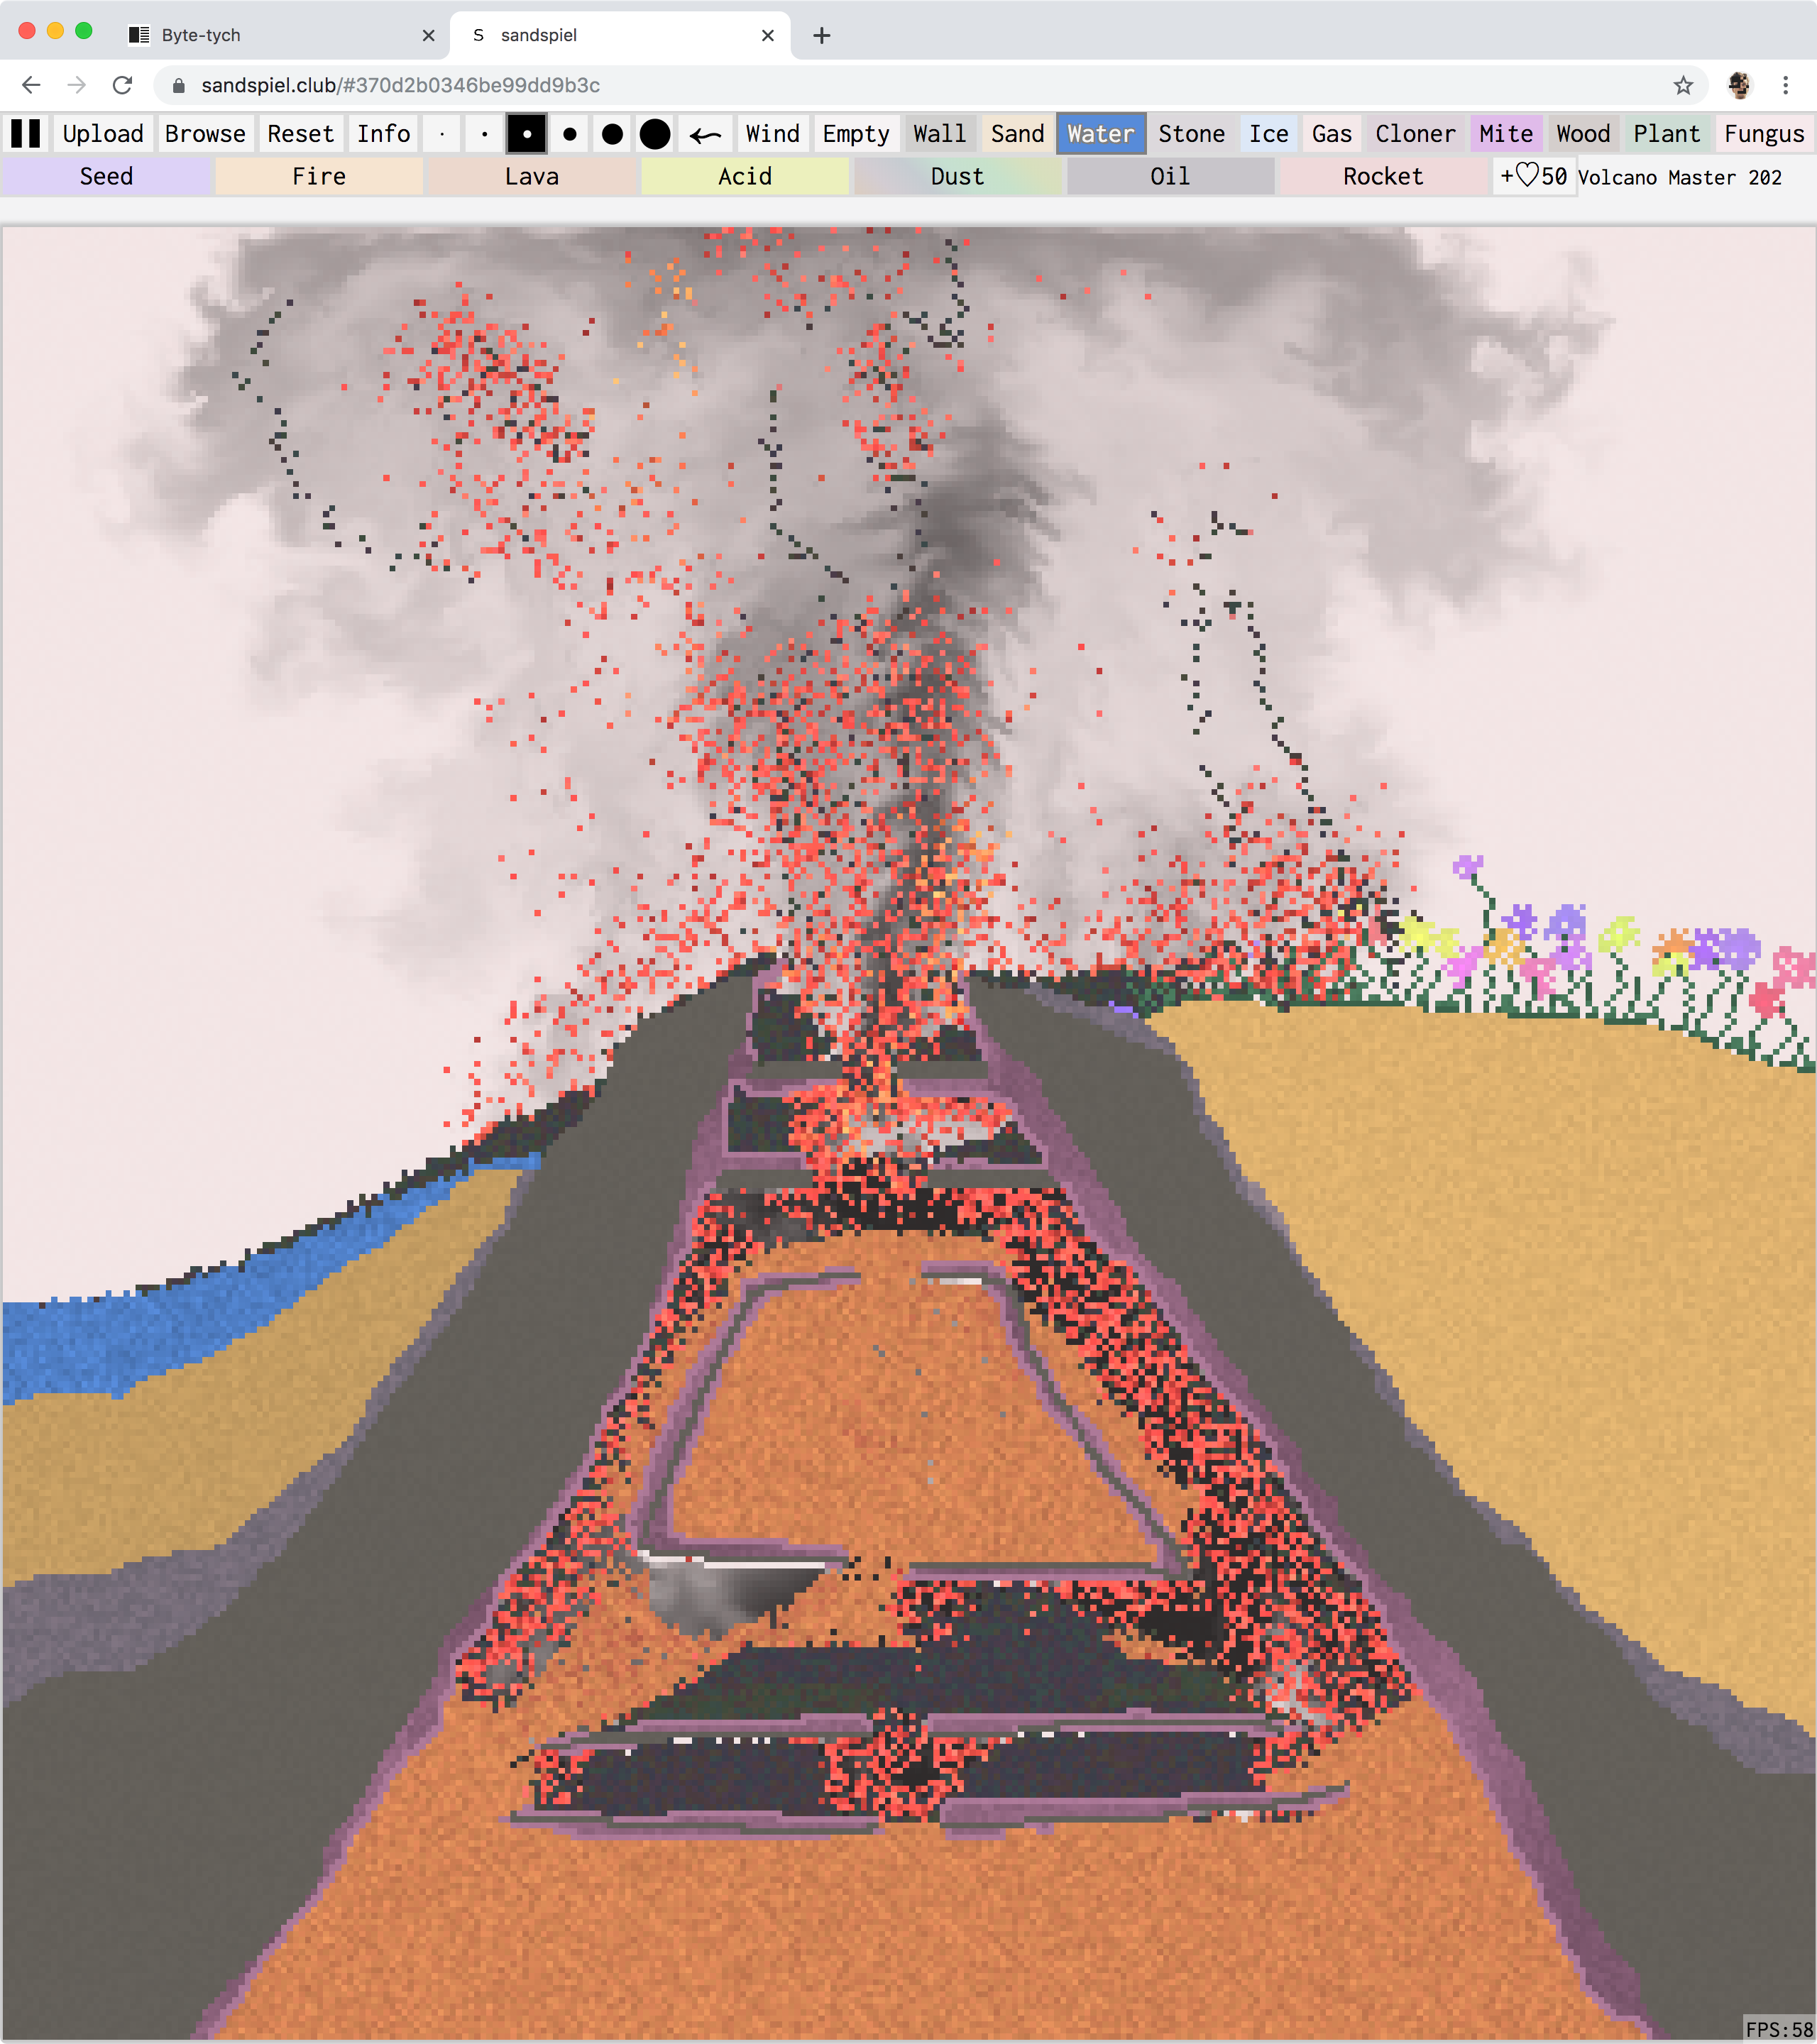 Byte-tych
S sandspiel
sandspiel.club/#370d2b0346be99dd9b3c
Upload Browse Reset Info Wind Empty Wall Sand Water Stone Ice Gas Cloner Mite Wood Plant Fungus
Seed Fire Lava Acid Dust Oil Rocket +♡50 Volcano Master 202
FPS:58